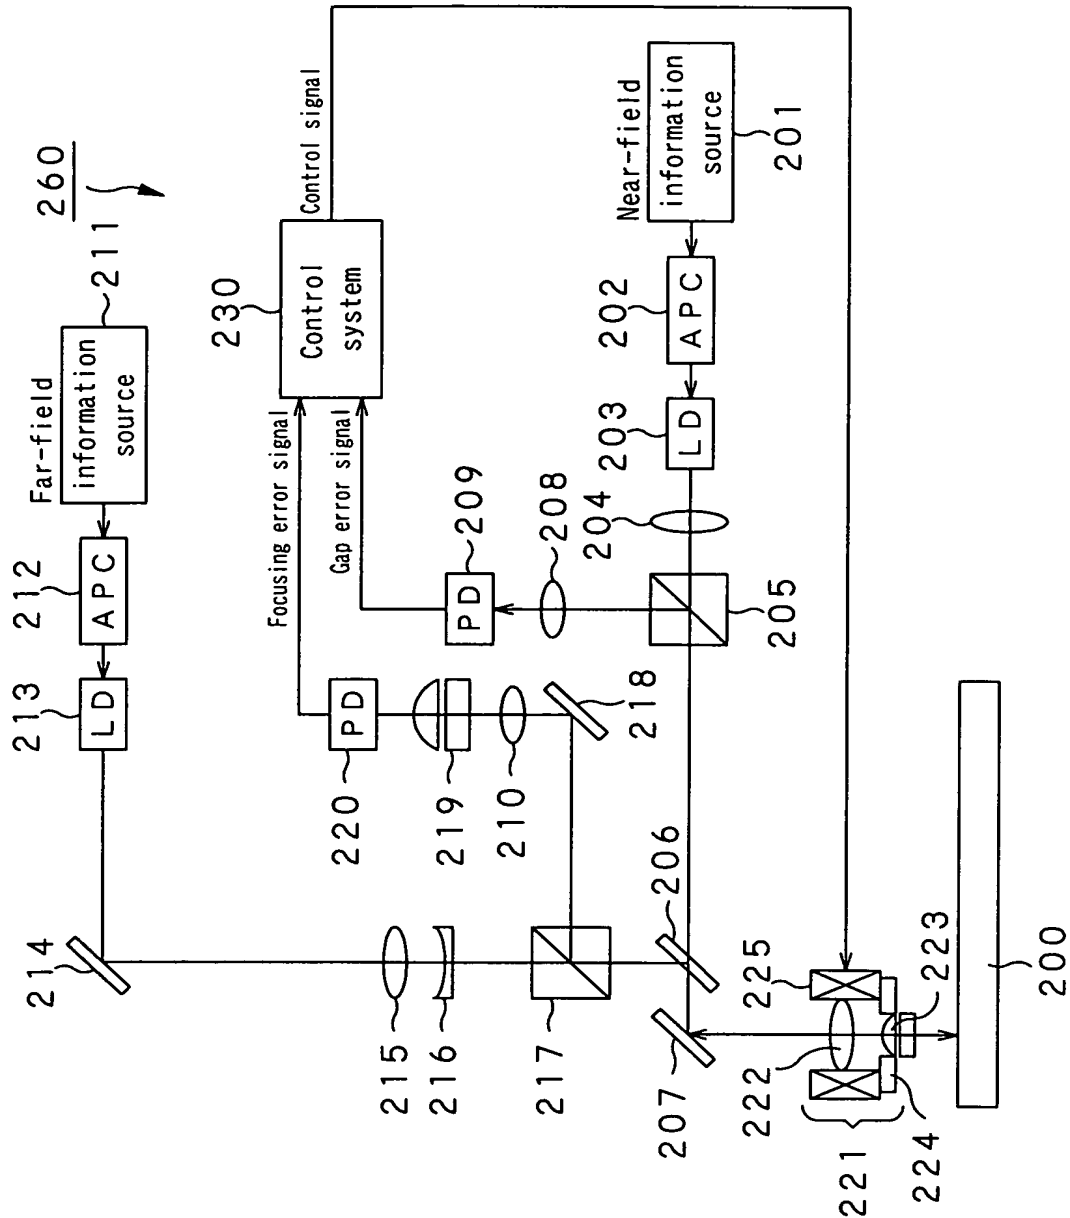 260
Far-field
information
source
211
APC
212
LD
213
214
215
216
217
Focusing error signal
Gap error signal
Control
system
230
Control signal
PD
220
219
210
218
PD
209
208
Near-field
information
source
201
APC
202
LD
203
204
205
206
207
225
222
223
221
224
200